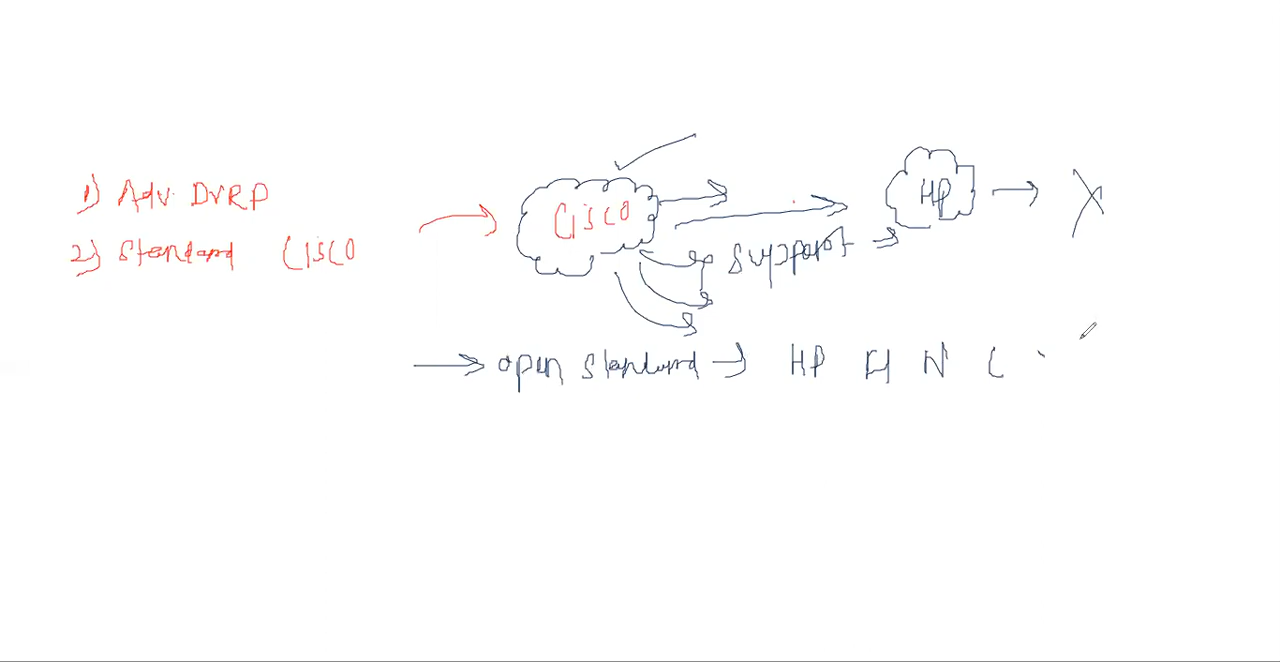 1) Adv. DVRP
2) Standard CISCO
CISCO
HP
X
Support
open standard HP H N C